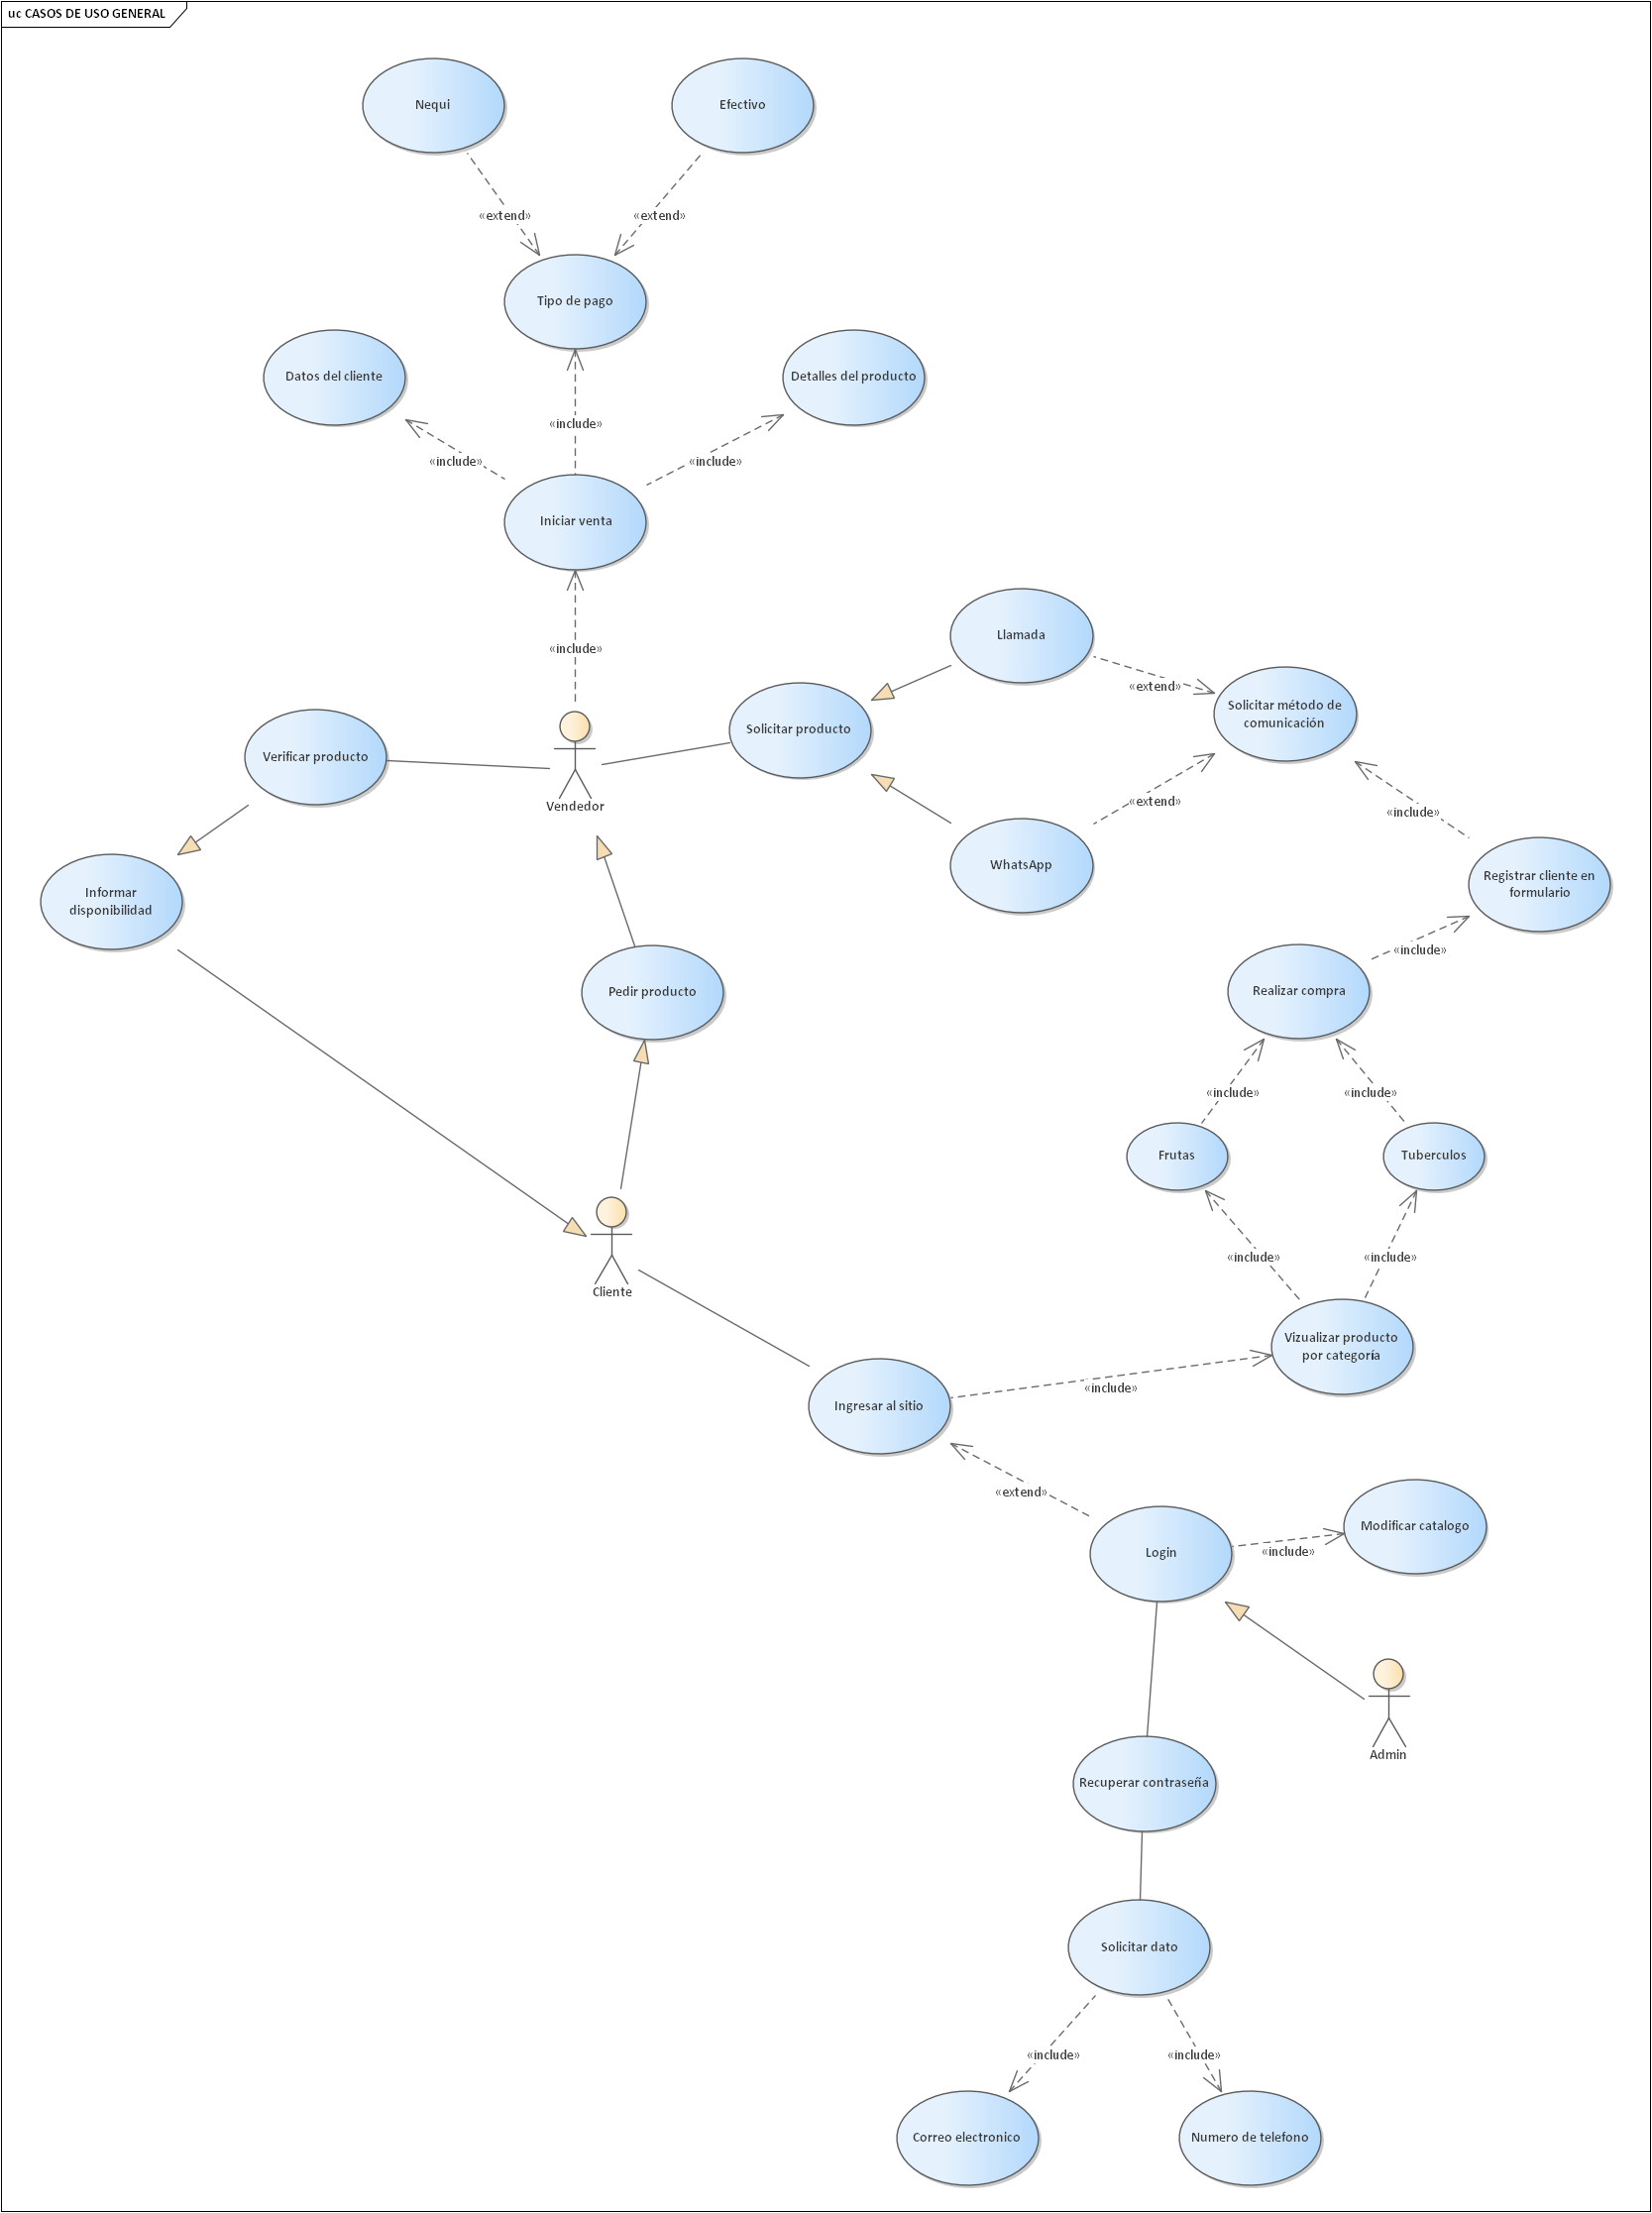 uc CASOS DE USO GENERAL
Nequi
Efectivo
«extend»
«extend»
Tipo de pago
Datos del cliente
Detalles del producto
«include»
«include»
«include»
Iniciar venta
Llamada
«include»
«extend»
Solicitar método de
comunicación
Solicitar producto
Verificar producto
Vendedor
«extend»
«include»
WhatsApp
Registrar cliente en
formulario
Informar
disponibilidad
«include»
Pedir producto
Realizar compra
«include»
«include»
Frutas
Tuberculos
«include»
«include»
Cliente
Vizualizar producto
por categoría
«include»
Ingresar al sitio
«extend»
Modificar catalogo
Login
«include»
Admin
Recuperar contraseña
Solicitar dato
«include»
«include»
Correo electronico
Numero de telefono